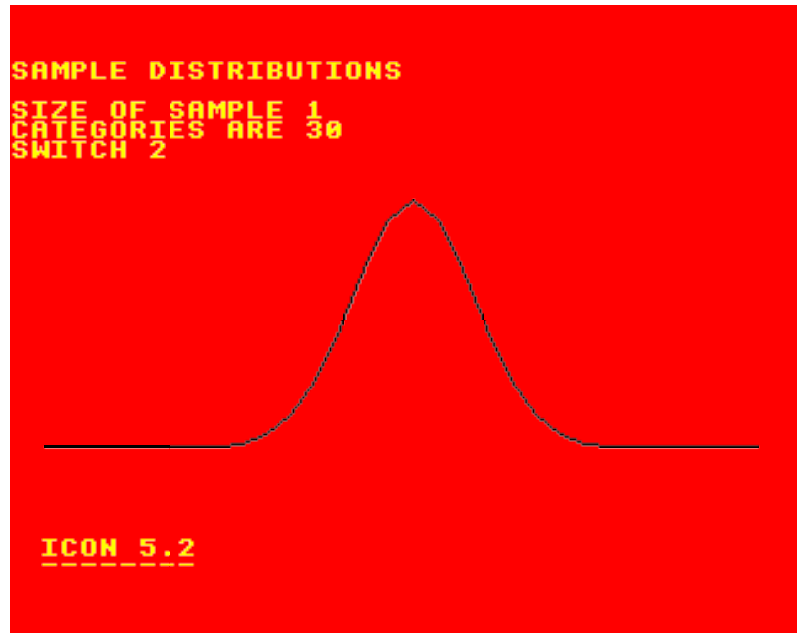 SAMPLE DISTRIBUTIONS
SIZE OF SAMPLE 1
CATEGORIES ARE 30
SWITCH 2
ICON 5.2